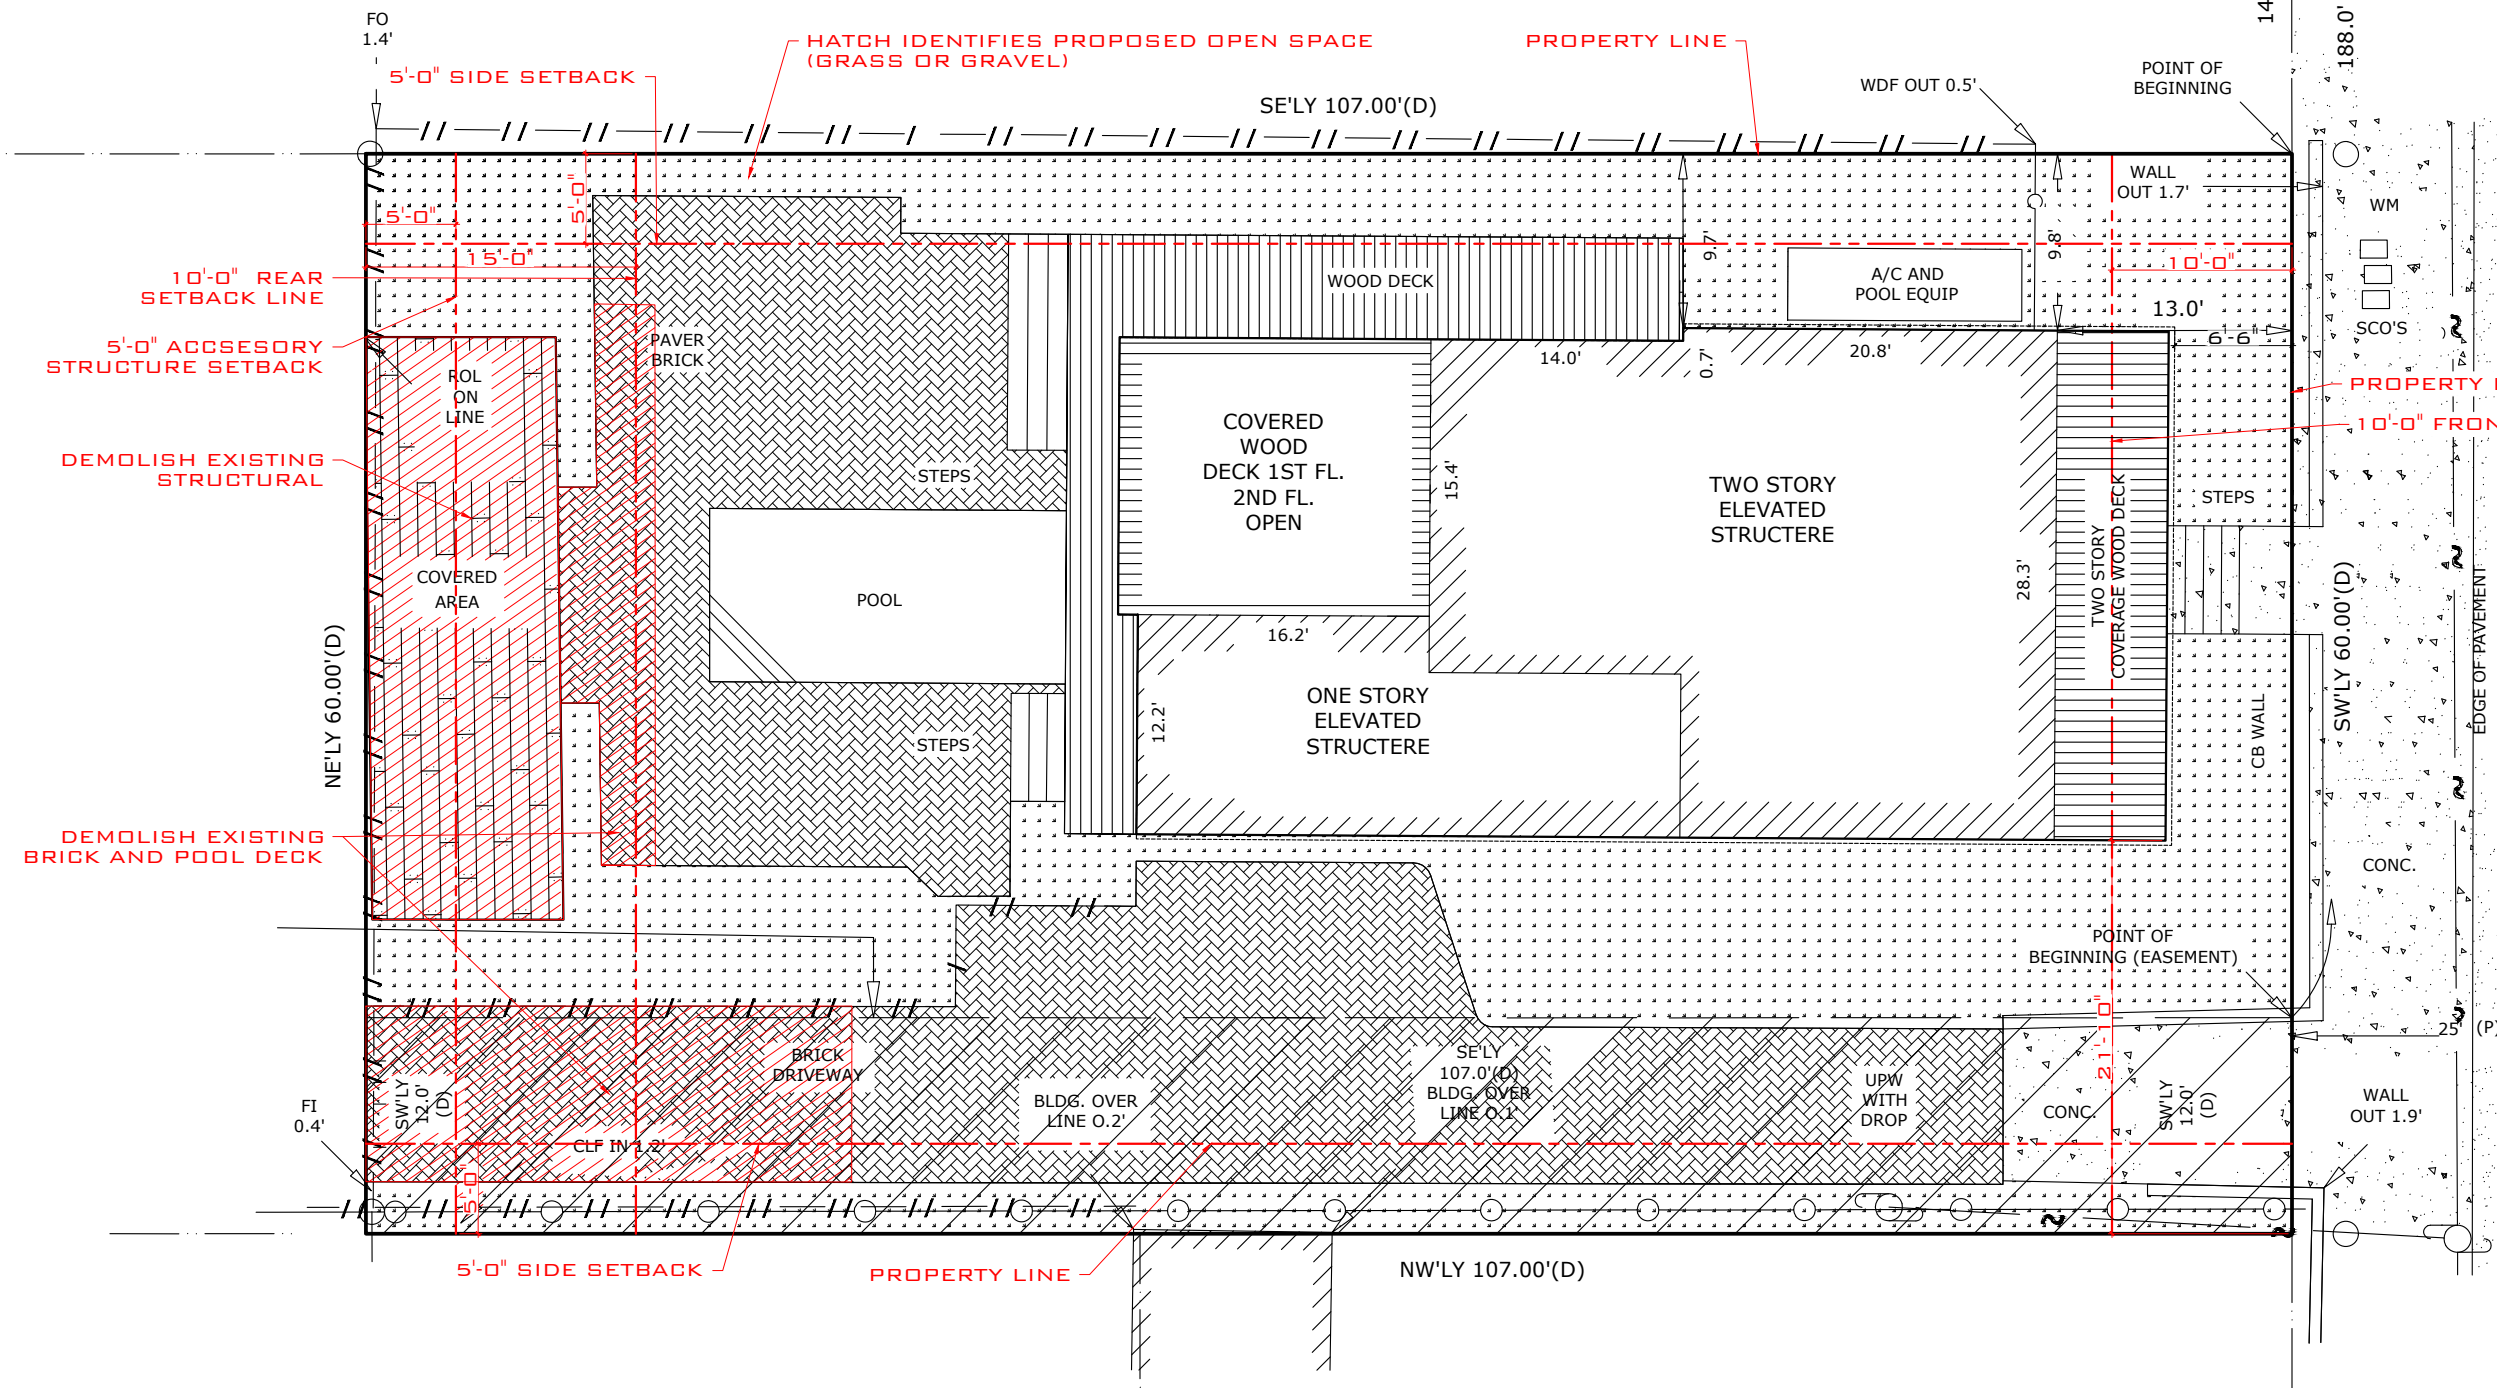 FO
1.4'
HATCH IDENTIFIES PROPOSED OPEN SPACE
(GRASS OR GRAVEL)
PROPERTY LINE
14
188.0'
5'-0" SIDE SETBACK
WDF OUT 0.5'
POINT OF
BEGINNING
SE'LY 107.00'(D)
WALL
OUT 1.7'
WM
5'-0"
5'-0"
15'-0"
10'-0" REAR
SETBACK LINE
WOOD DECK
9.7'
A/C AND
POOL EQUIP
9.8'
10'-0"
13.0'
SCO'S
6-6"
5'-0" ACCSESORY
STRUCTURE SETBACK
PAVER
BRICK
14.0'
0.7'
20.8'
ROL
ON
LINE
PROPERTY
10'-0" FRON
COVERED
WOOD
DECK 1ST FL.
2ND FL.
OPEN
DEMOLISH EXISTING
STRUCTURAL
STEPS
15.4'
TWO STORY
ELEVATED
STRUCTERE
STEPS
TWO STORY
COVERAGE WOOD DECK
28.3'
COVERED
AREA
POOL
16.2'
NE'LY 60.00'(D)
SW'LY 60.00'(D)
EDGE OF PAVEMENT
ONE STORY
ELEVATED
STRUCTERE
12.2'
STEPS
CB WALL
DEMOLISH EXISTING
BRICK AND POOL DECK
CONC.
POINT OF
BEGINNING (EASEMENT)
21'-10"
25' (P)
BRICK
DRIVEWAY
SE'LY
107.0'(D)
BLDG. OVER
LINE O.1'
UPW
WITH
DROP
CONC.
SW'LY
12.0'
(D)
SW'LY
12.0'
(D)
BLDG. OVER
LINE O.2'
WALL
OUT 1.9'
FI
0.4'
CLF IN 1.2'
5'-0"
5'-0" SIDE SETBACK
PROPERTY LINE
NW'LY 107.00'(D)